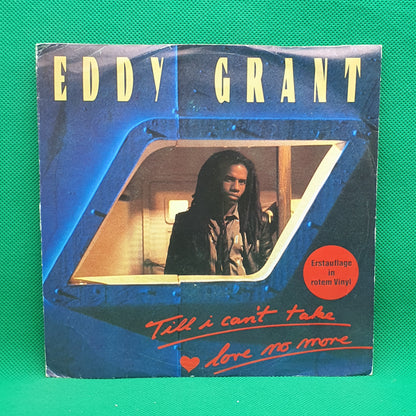 EDDY GRANT
Erstauflage
in
rotem Vinyl
Till i can't take
love no more